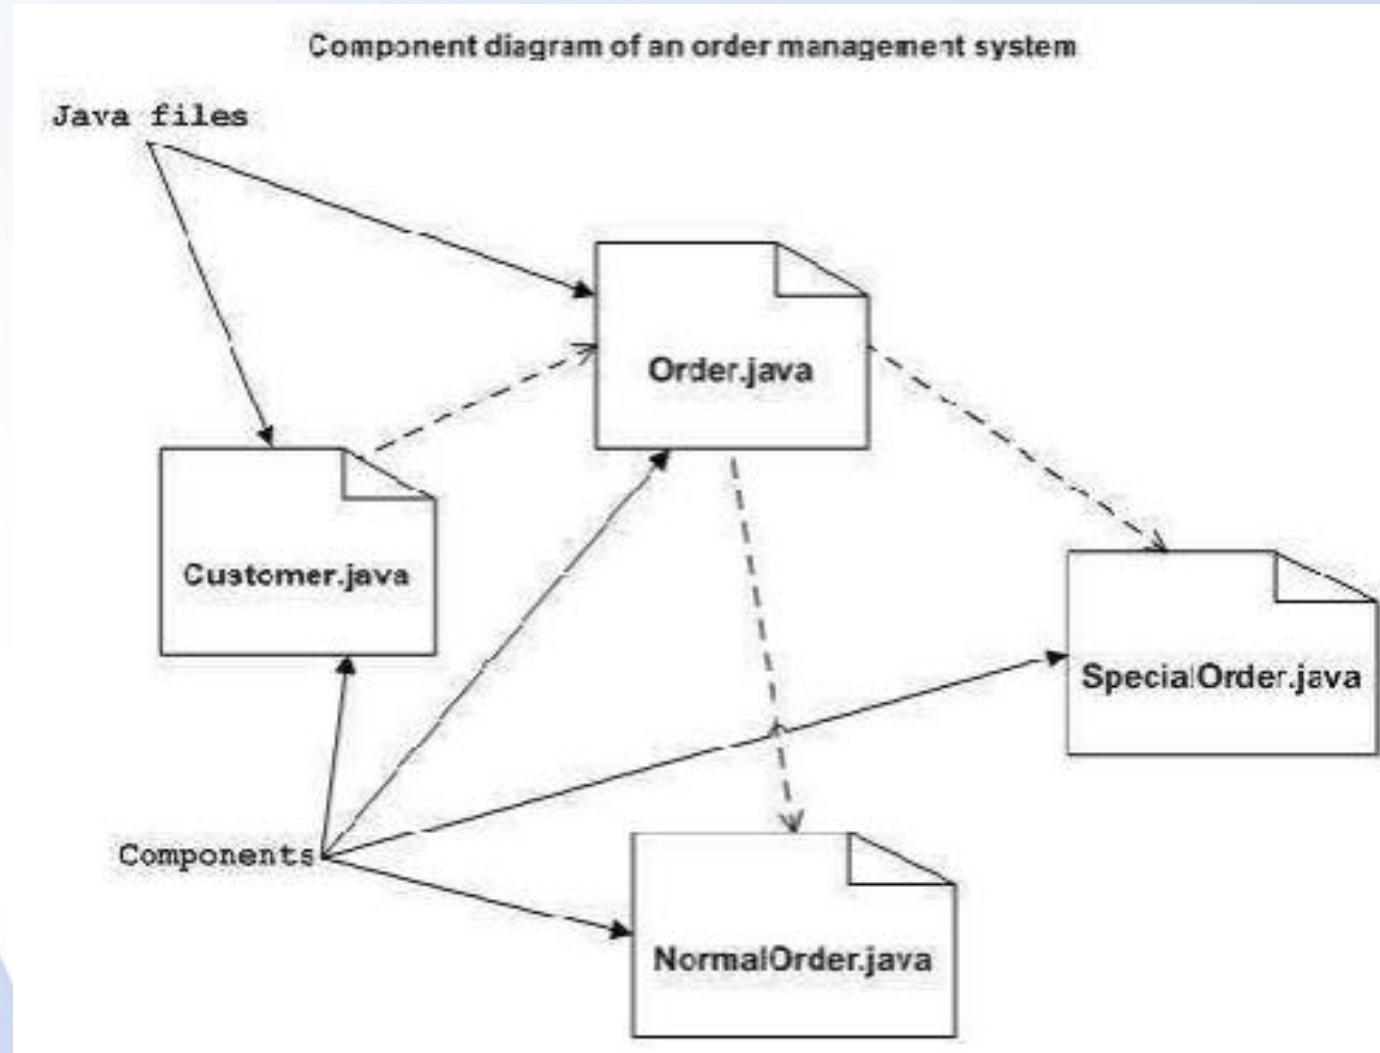 Component diagram of an order management system
Java files
Order.java
Customer.java
SpecialOrder.java
Components
NormalOrder.java